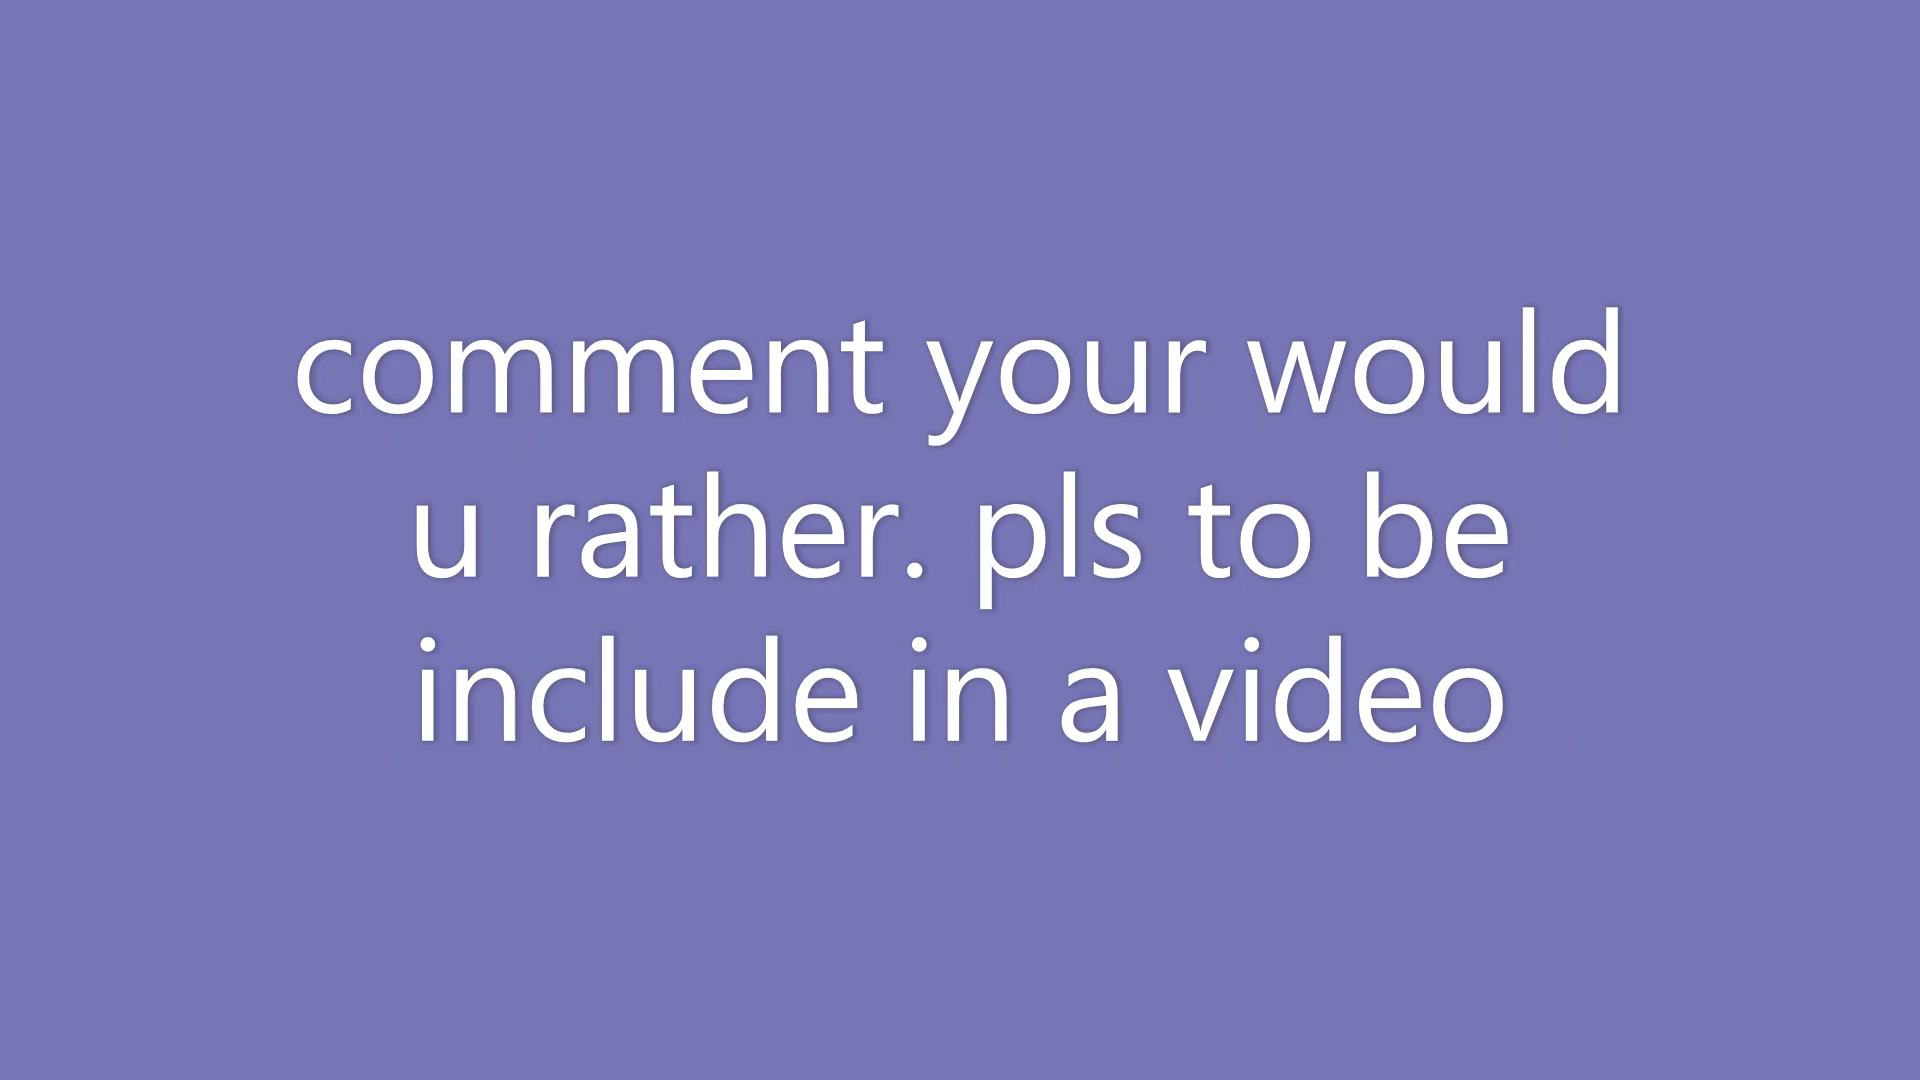 comment your would
u rather. pls to be
include in a video